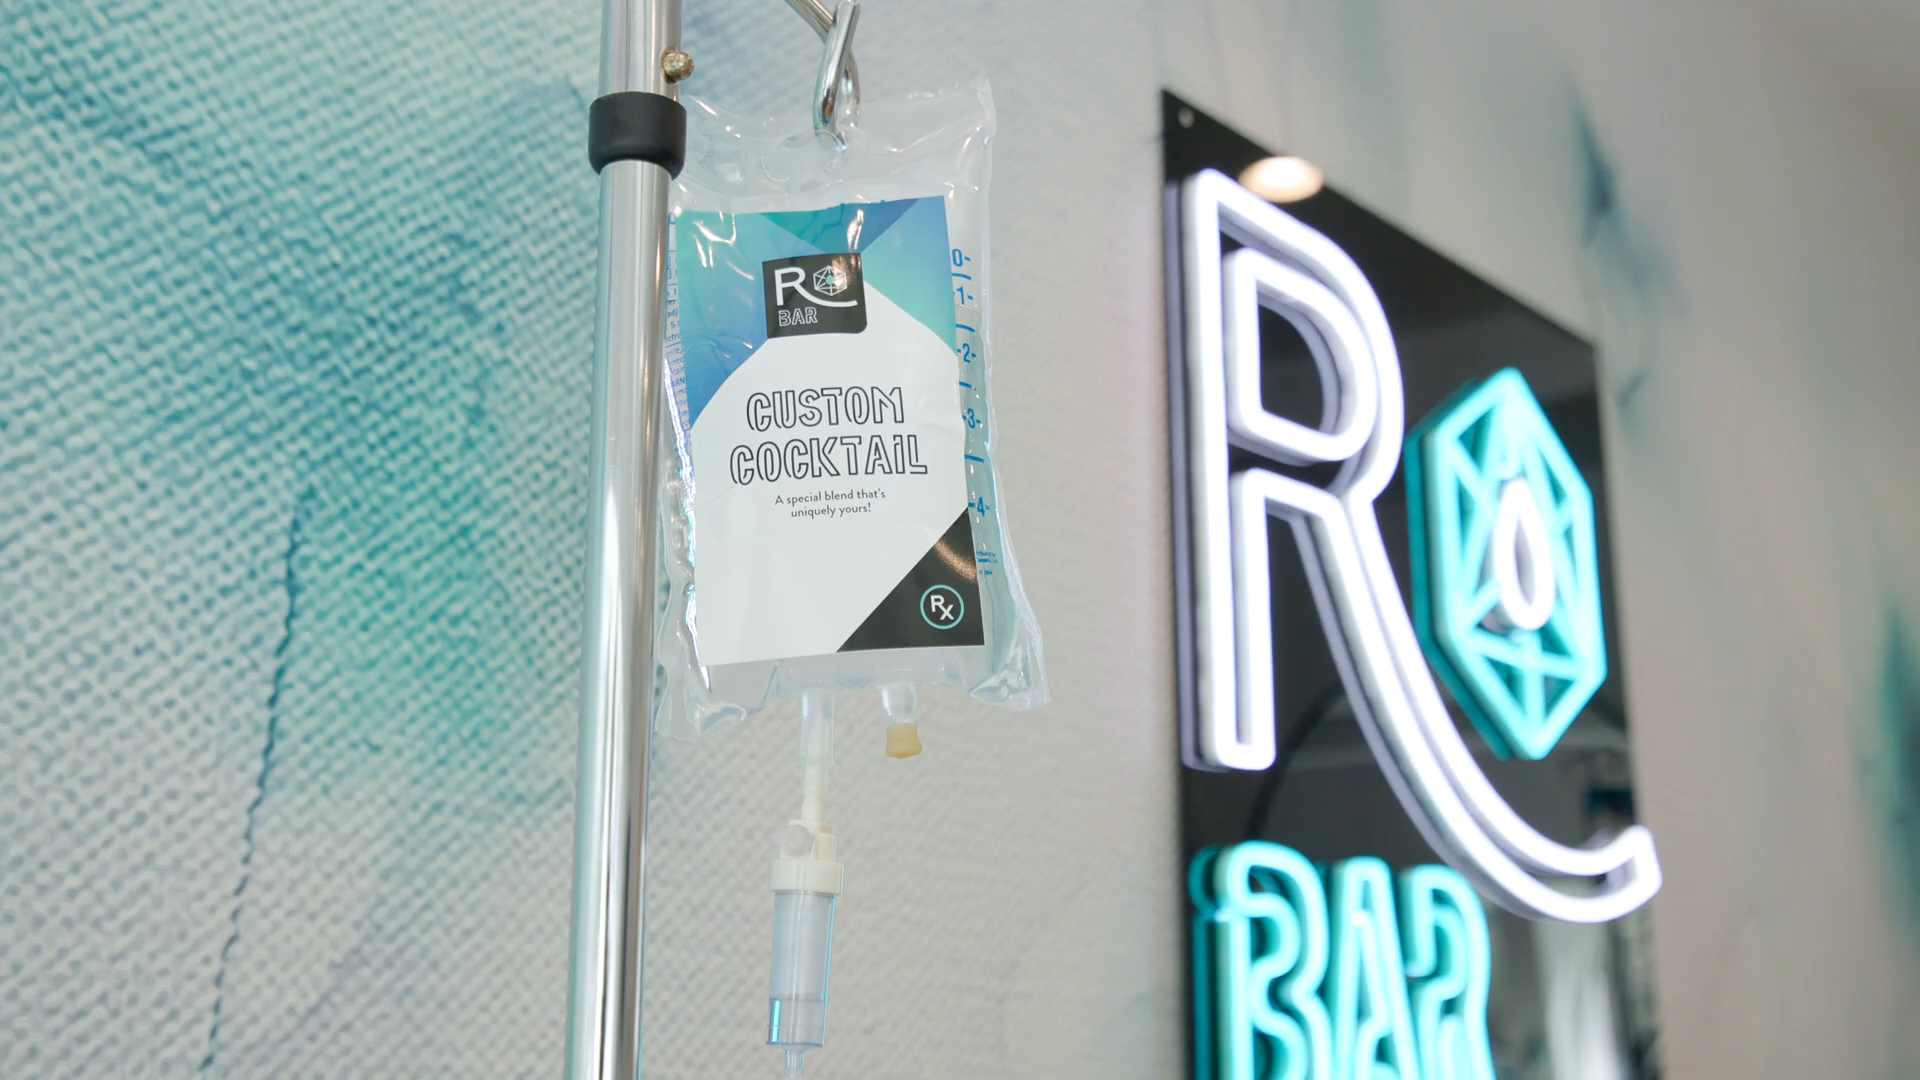 R
BAR
CUSTOM
COCKTAIL
A special blend that's
uniquely yours!
RX
0-
-1-
-2-
-3-
-4-
R
BAR